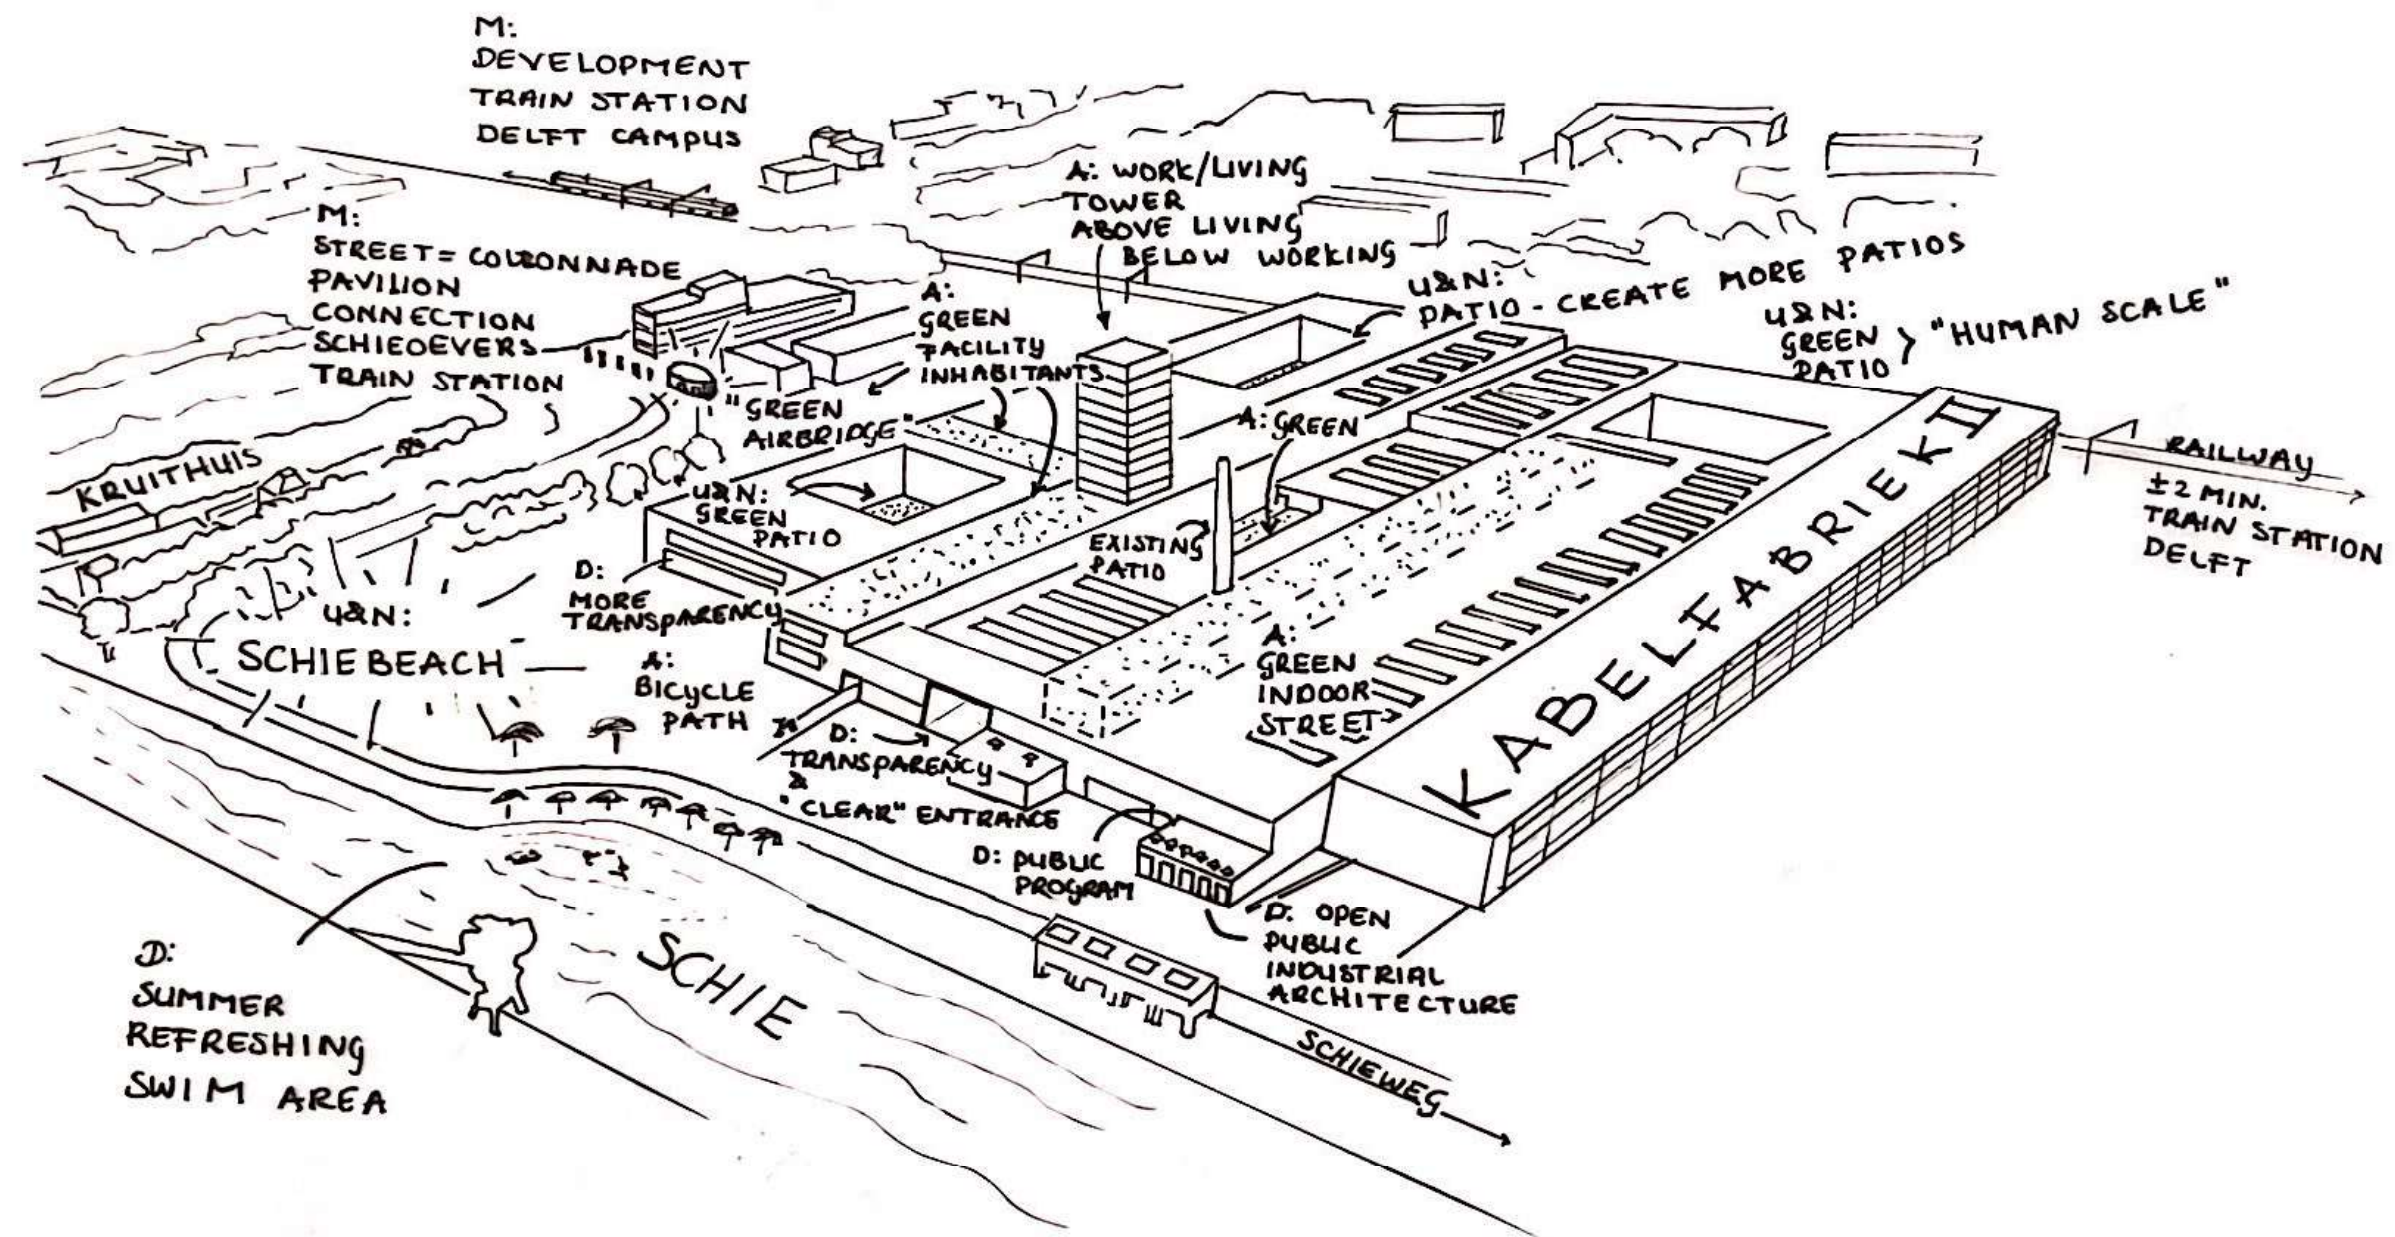 M:
DEVELOPMENT
TRAIN STATION
DELFT CAMPUS
M:
STREET = COLONNADE
PAVILION
CONNECTION
SCHIEOEVERS
TRAIN STATION
A: WORK/LIVING
TOWER
ABOVE LIVING
BELOW WORKING
U&N:
PATIO - CREATE MORE PATIOS
U&N:
GREEN
PATIO > "HUMAN SCALE"
A:
GREEN
FACILITY
INHABITANTS
"GREEN
AIRBRIDGE"
A: GREEN
KRUITHUIS
RAILWAY
±2 MIN.
TRAIN STATION
DELFT
U&N:
GREEN
PATIO
EXISTING
PATIO
D:
MORE
TRANSPARENCY
U&N:
SCHIEBEACH
A:
BICYCLE
PATH
A:
GREEN
INDOOR
STREET
KABELFABRIEK II
D:
TRANSPARENCY
&
"CLEAR" ENTRANCE
D: PUBLIC
PROGRAM
D: OPEN
PUBLIC
INDUSTRIAL
ARCHITECTURE
D:
SUMMER
REFRESHING
SWIM AREA
SCHIE
SCHIEWEG